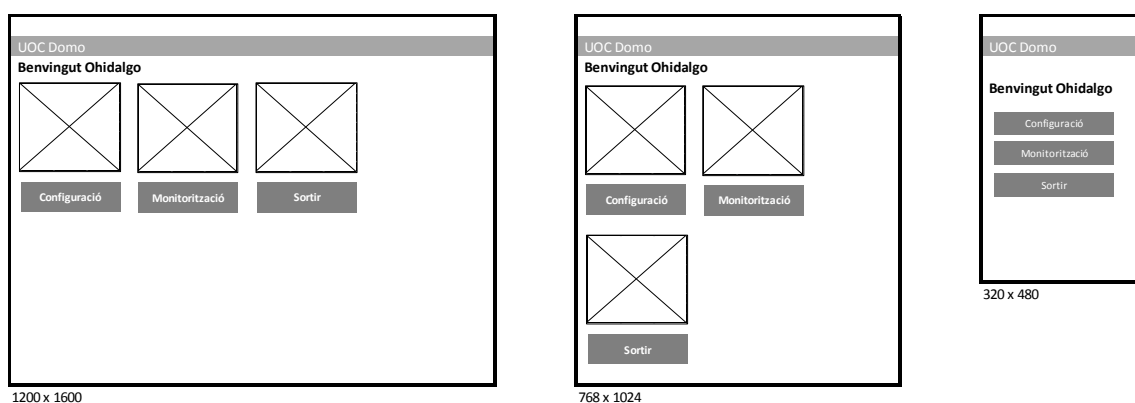 UOC Domo
Benvingut Ohidalgo
Configuració
Monitorització
Sortir
1200 x 1600
UOC Domo
Benvingut Ohidalgo
Configuració
Monitorització
Sortir
768 x 1024
UOC Domo
Benvingut Ohidalgo
Configuració
Monitorització
Sortir
320 x 480